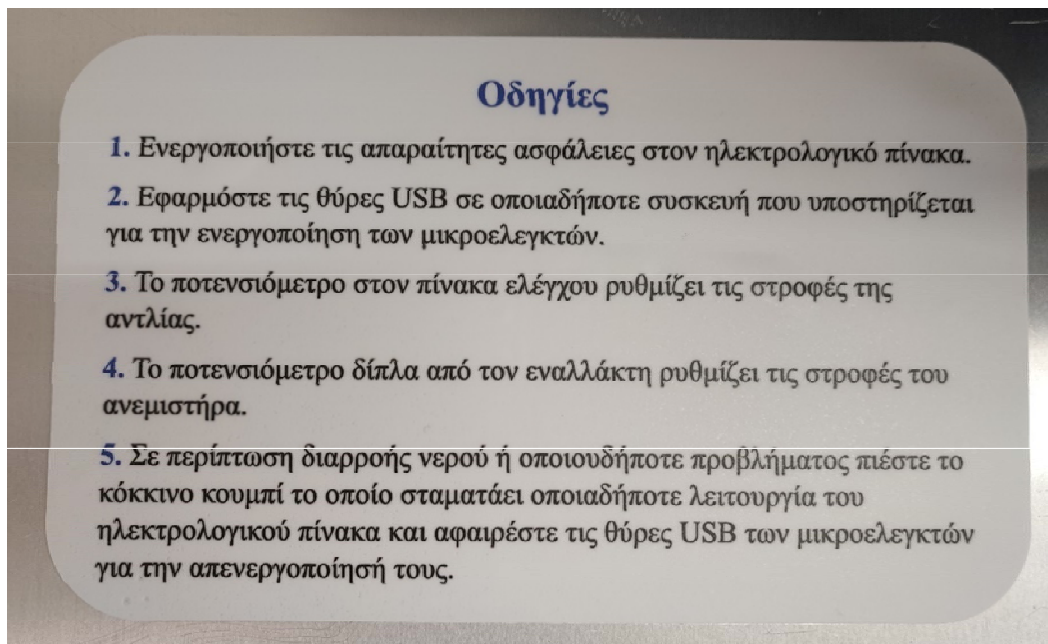 Οδηγίες
1. Ενεργοποιήστε τις απαραίτητες ασφάλειες στον ηλεκτρολογικό πίνακα.
2. Εφαρμόστε τις θύρες USB σε οποιαδήποτε συσκευή που υποστηρίζεται
για την ενεργοποίηση των μικροελεγκτών.
3. Το ποτενσιόμετρο στον πίνακα ελέγχου ρυθμίζει τις στροφές της
αντλίας.
4. Το ποτενσιόμετρο δίπλα από τον εναλλάκτη ρυθμίζει τις στροφές του
ανεμιστήρα.
5. Σε περίπτωση διαρροής νερού ή οποιουδήποτε προβλήματος πιέστε το
κόκκινο κουμπί το οποίο σταματάει οποιαδήποτε λειτουργία του
ηλεκτρολογικού πίνακα και αφαιρέστε τις θύρες USB των μικροελεγκτών
για την απενεργοποίησή τους.